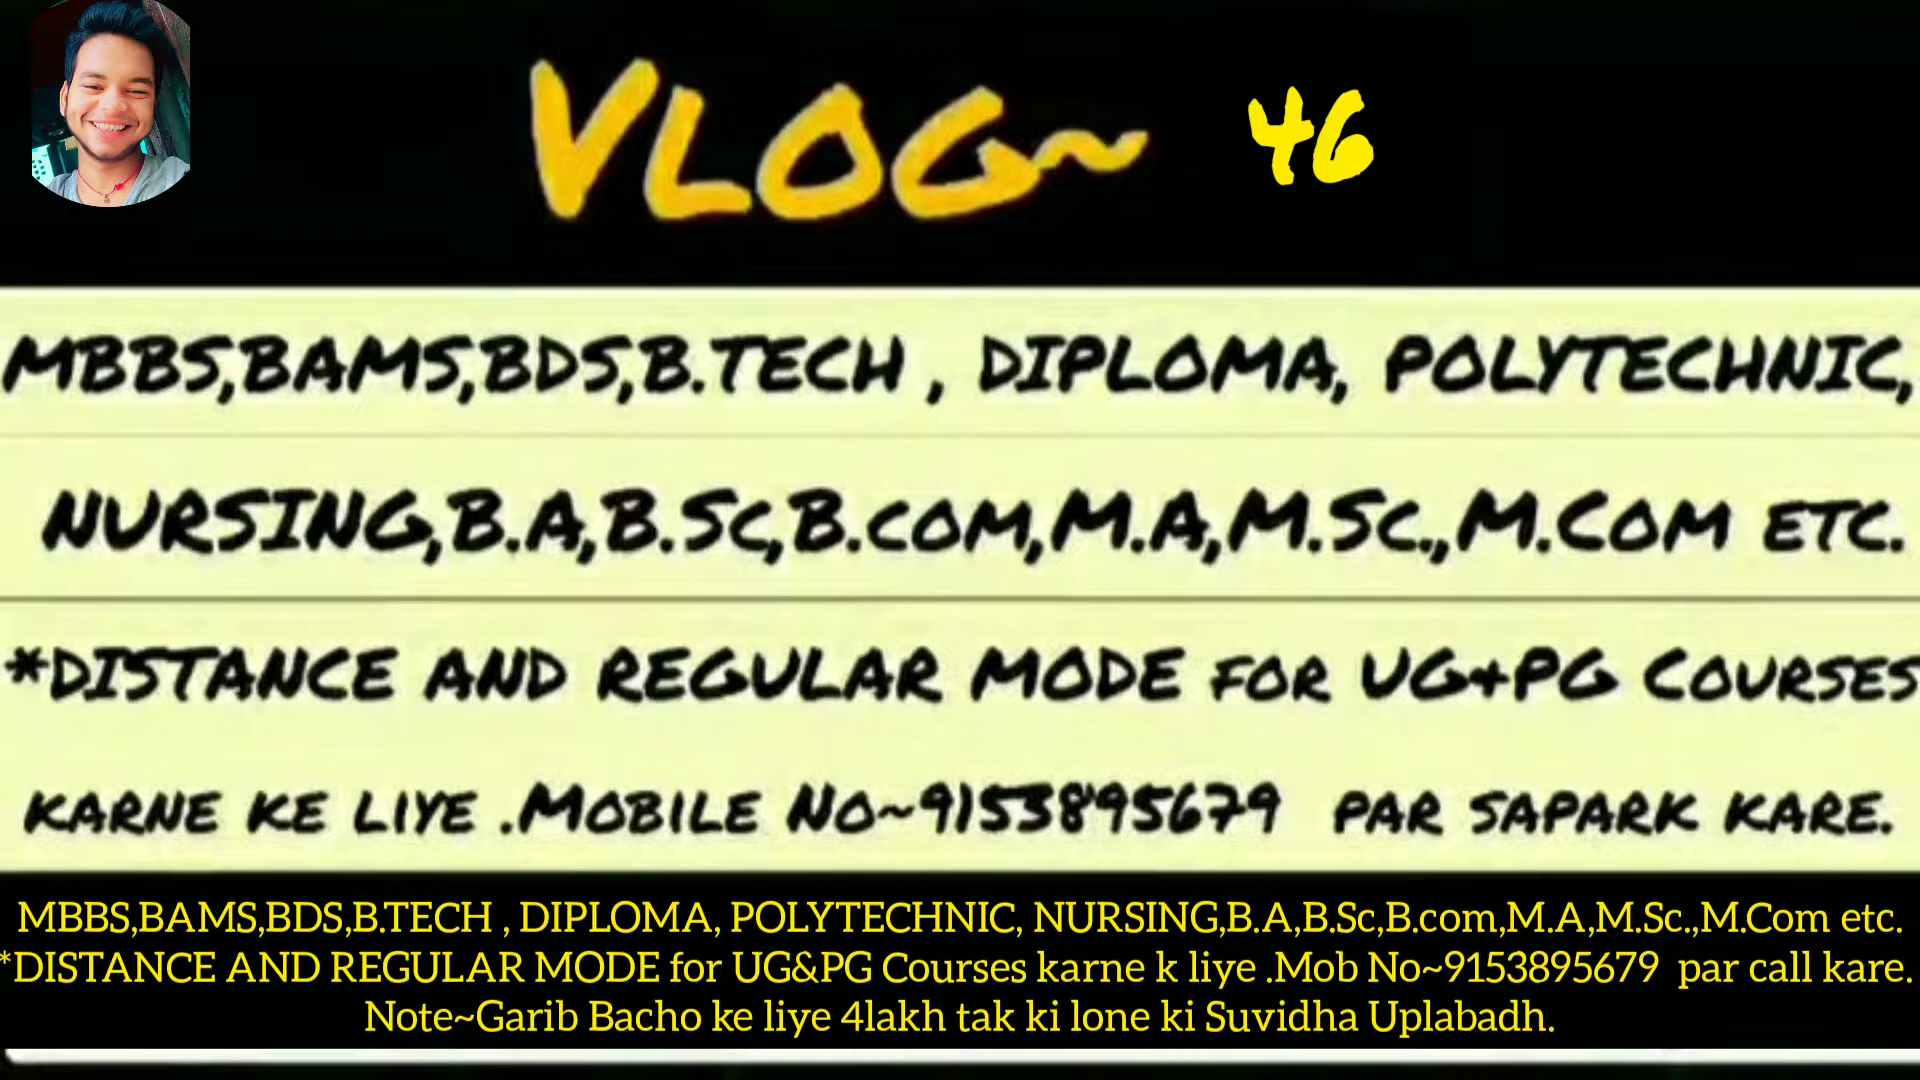 VLOG~ 46
MBBS,BAMS,BDS,B.TECH , DIPLOMA, POLYTECHNIC,
NURSING,B.A,B.Sc,B.com,M.A,M.Sc.,M.Com etc.
*DISTANCE AND REGULAR MODE for UG&PG Courses
karne ke liye .Mobile No~9153895679 par sapark kare.
MBBS,BAMS,BDS,B.TECH , DIPLOMA, POLYTECHNIC, NURSING,B.A,B.Sc,B.com,M.A,M.Sc.,M.Com etc.
*DISTANCE AND REGULAR MODE for UG&PG Courses karne k liye .Mob No~9153895679 par call kare.
Note~Garib Bacho ke liye 4lakh tak ki lone ki Suvidha Uplabadh.